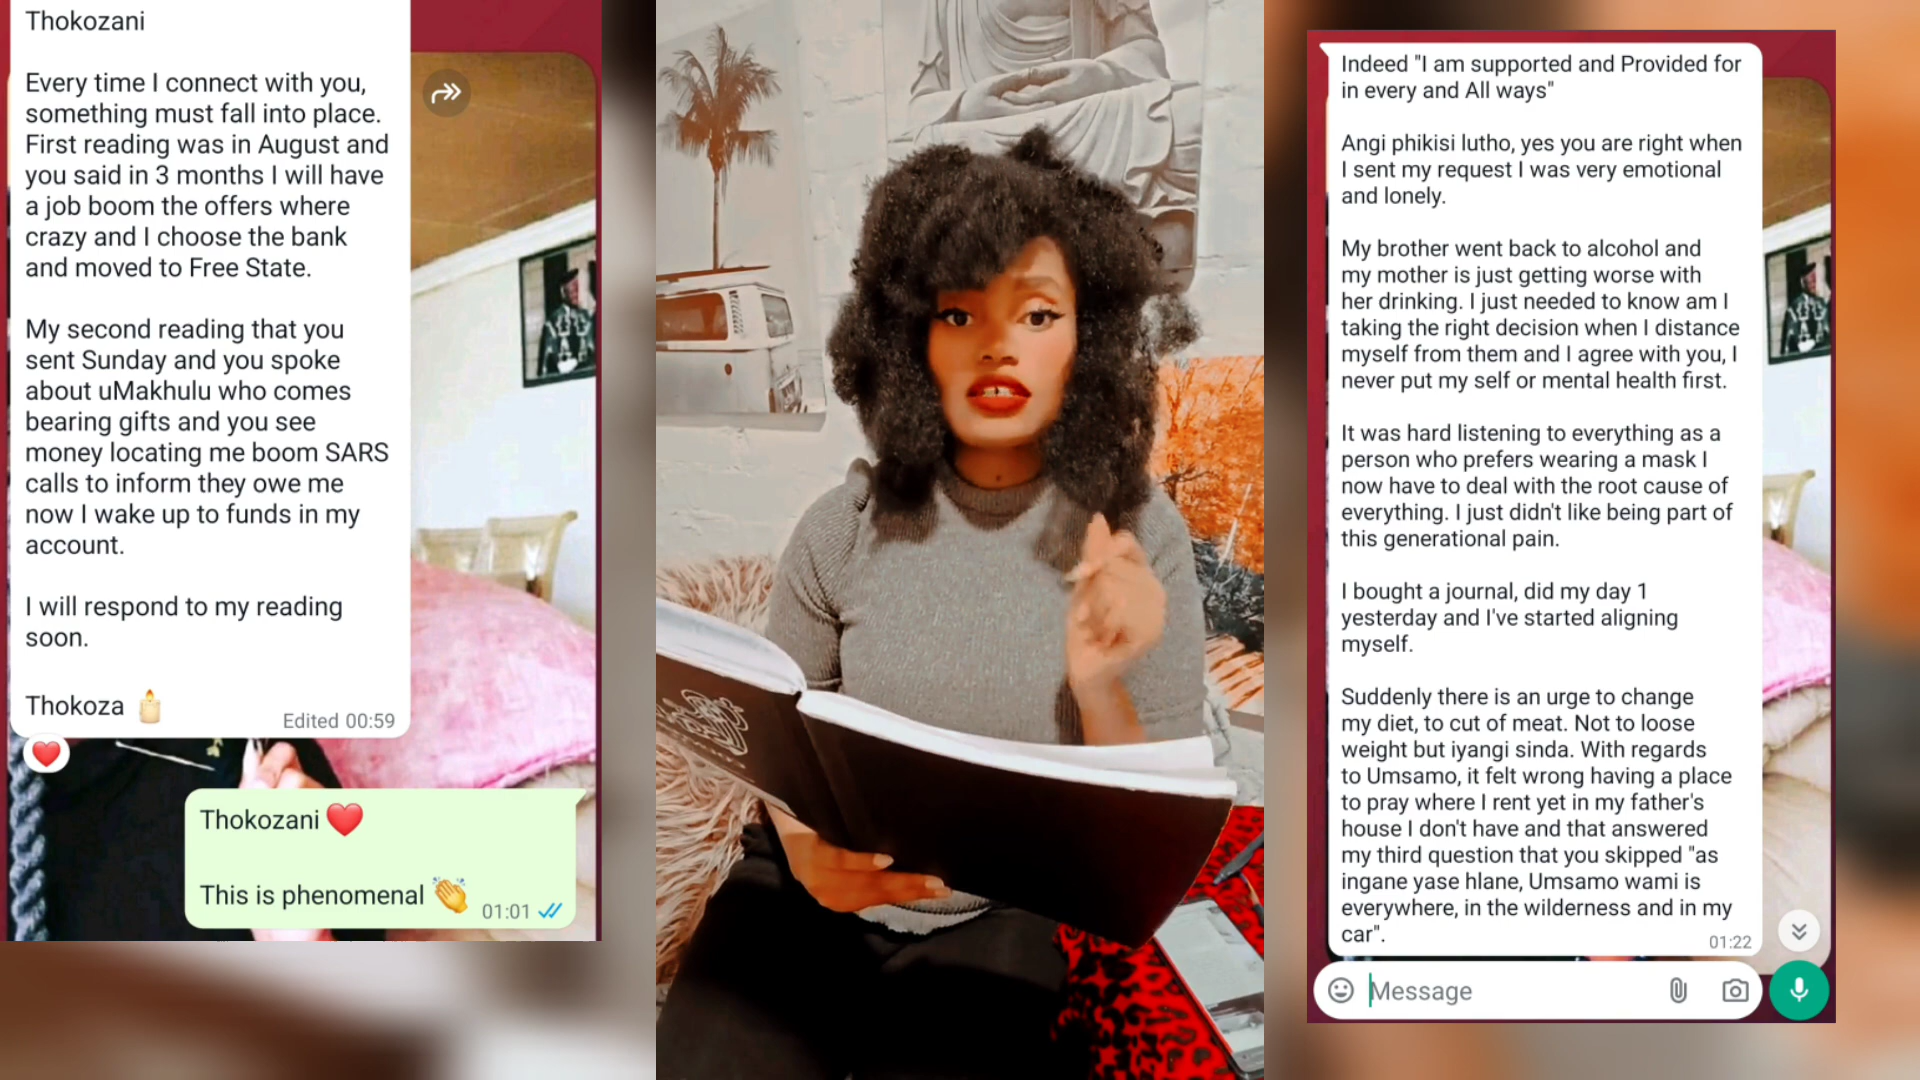 Thokozani
Every time I connect with you,
something must fall into place.
First reading was in August and
you said in 3 months I will have
a job boom the offers where
crazy and I choose the bank
and moved to Free State.
My second reading that you
sent Sunday and you spoke
about uMakhulu who comes
bearing gifts and you see
money locating me boom SARS
calls to inform they owe me
now I wake up to funds in my
account.
I will respond to my reading
soon.
Thokoza 🕯️
Edited 00:59
❤️
Thokozani ❤️
This is phenomenal 👏
01:01
Indeed "I am supported and Provided for
in every and All ways"
Angi phikisi lutho, yes you are right when
I sent my request I was very emotional
and lonely.
My brother went back to alcohol and
my mother is just getting worse with
her drinking. I just needed to know am I
taking the right decision when I distance
myself from them and I agree with you, I
never put my self or mental health first.
It was hard listening to everything as a
person who prefers wearing a mask I
now have to deal with the root cause of
everything. I just didn't like being part of
this generational pain.
I bought a journal, did my day 1
yesterday and I've started aligning
myself.
Suddenly there is an urge to change
my diet, to cut of meat. Not to loose
weight but iyangi sinda. With regards
to Umsamo, it felt wrong having a place
to pray where I rent yet in my father's
house I don't have and that answered
my third question that you skipped "as
ingane yase hlane, Umsamo wami is
everywhere, in the wilderness and in my
car".
01:22
Message